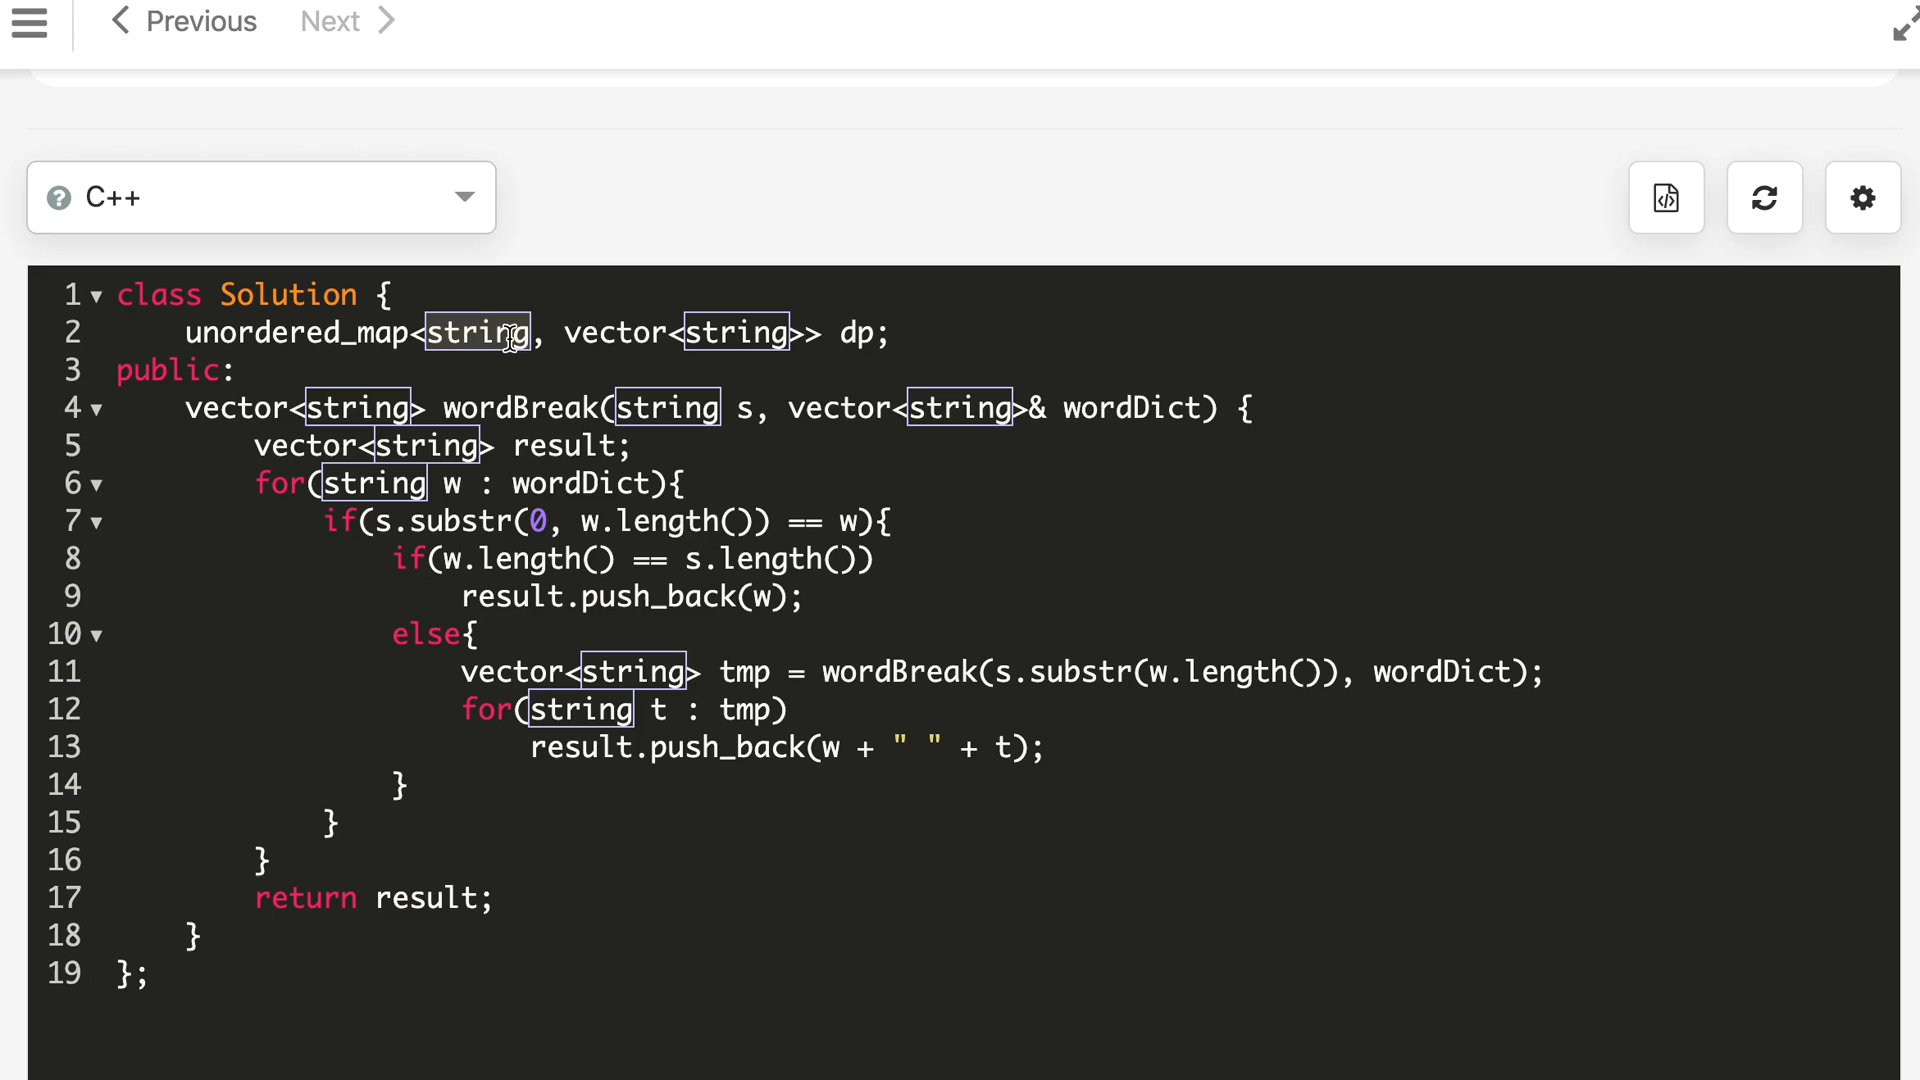 Previous Next
? C++
1 class Solution {
2 unordered_map<string, vector<string>> dp;
3 public:
4 vector<string> wordBreak(string s, vector<string>& wordDict) {
5 vector<string> result;
6 for(string w : wordDict){
7 if(s.substr(0, w.length()) == w){
8 if(w.length() == s.length())
9 result.push_back(w);
10 else{
11 vector<string> tmp = wordBreak(s.substr(w.length()), wordDict);
12 for(string t : tmp)
13 result.push_back(w + " " + t);
14 }
15 }
16 }
17 return result;
18 }
19 };